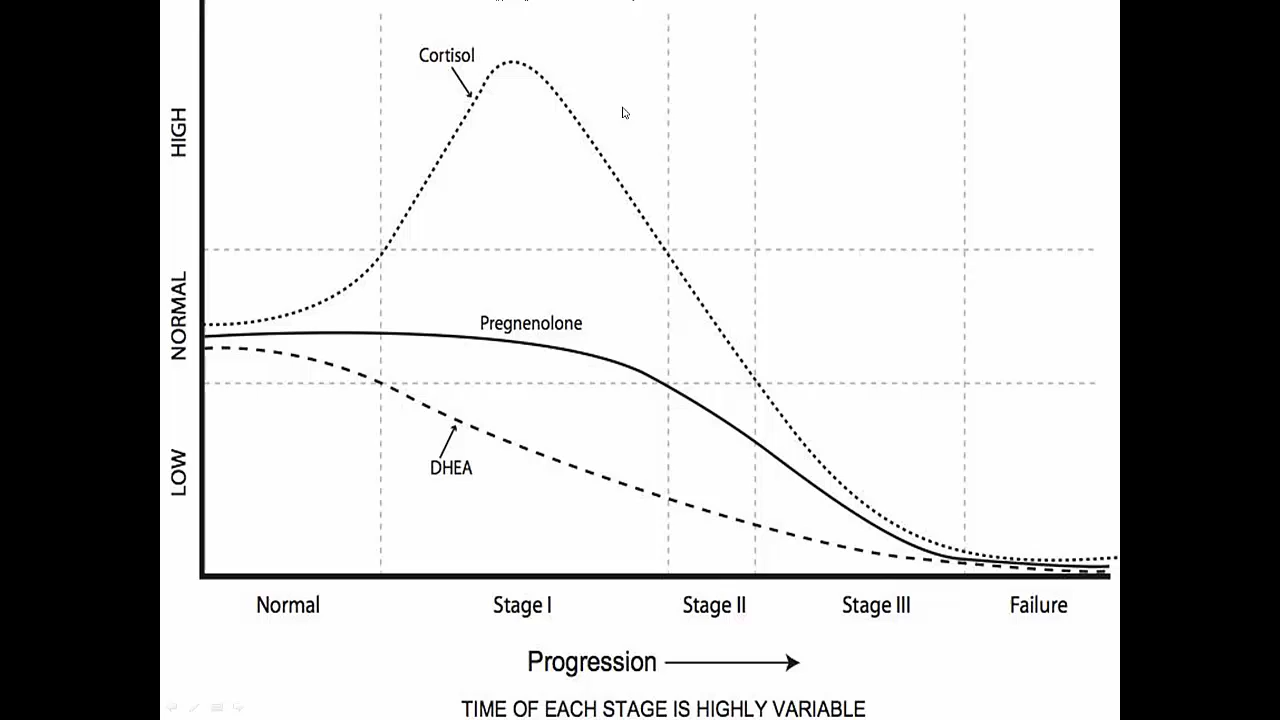 Cortisol
HIGH
NORMAL
Pregnenolone
LOW
DHEA
Normal
Stage I
Stage II
Stage III
Failure
Progression
TIME OF EACH STAGE IS HIGHLY VARIABLE